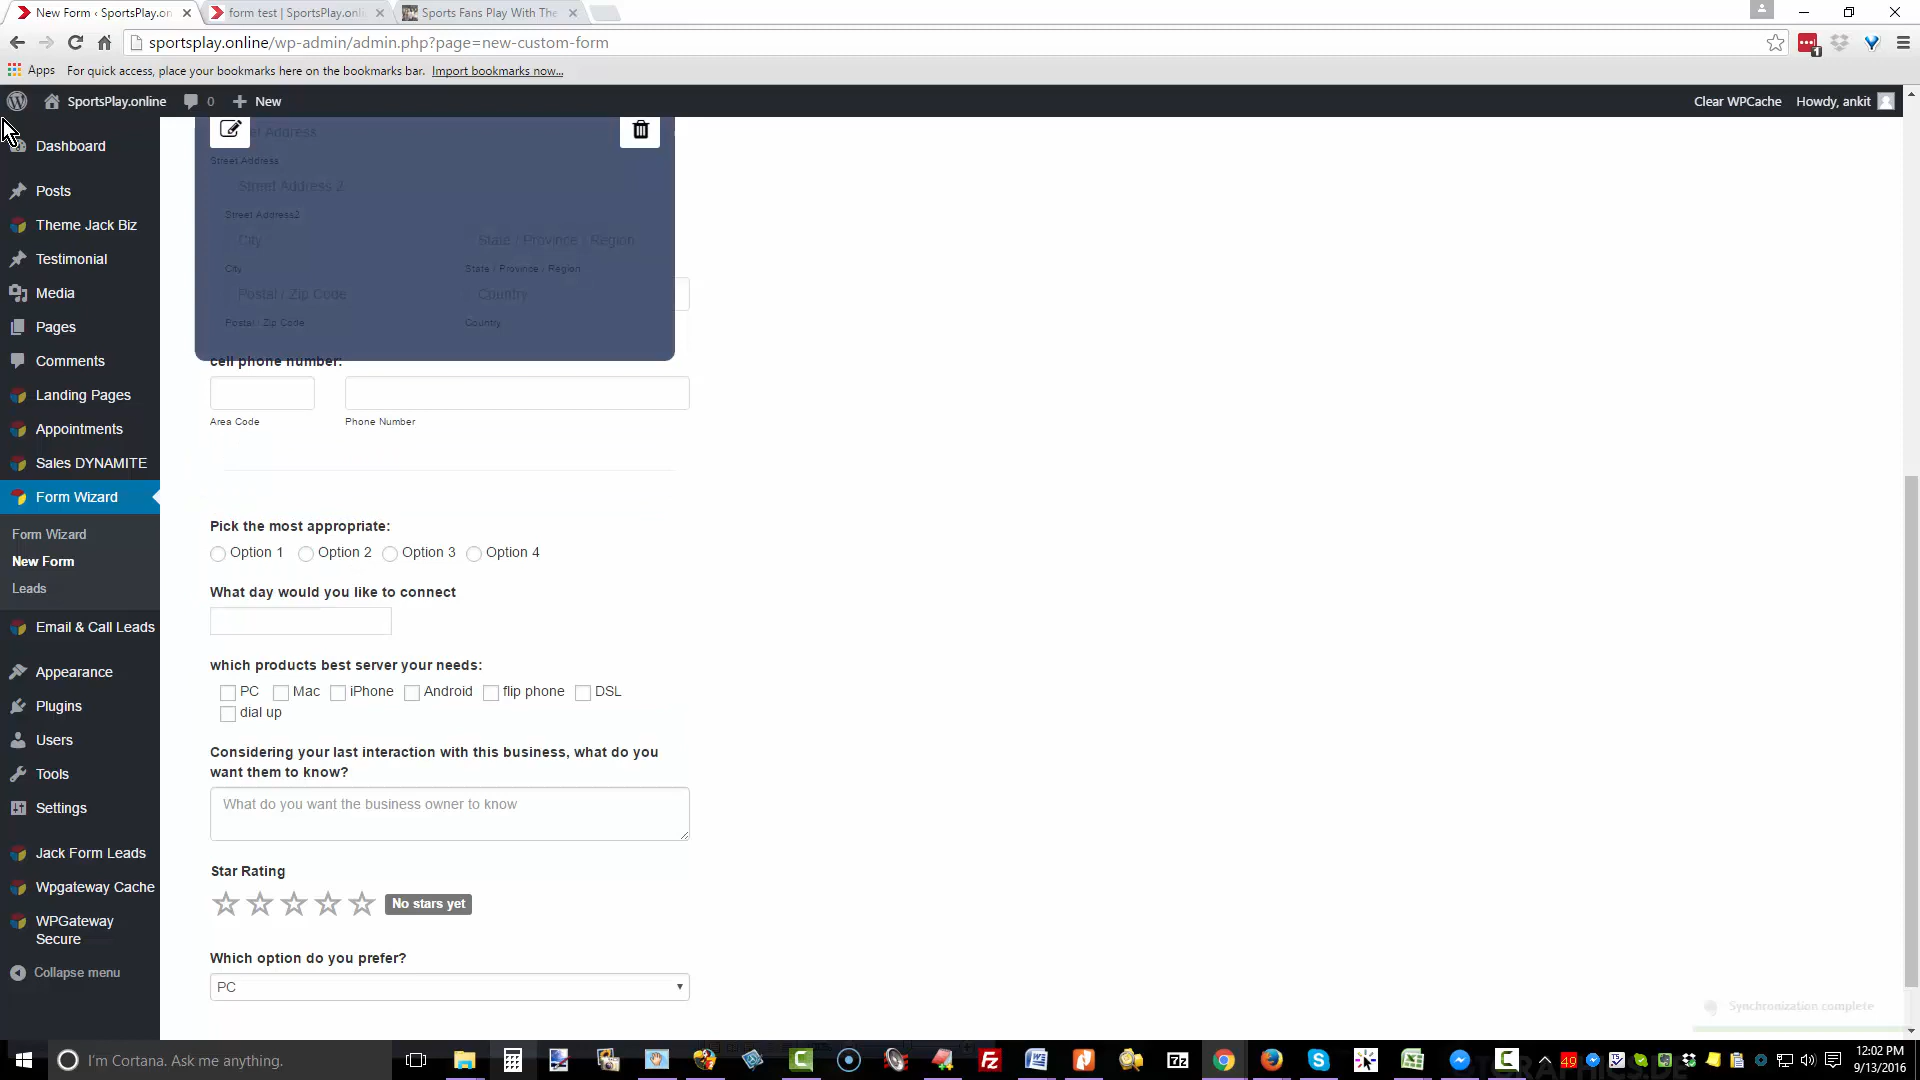 New Form ‹ SportsPlay.on
form test | SportsPlay.onli
Sports Fans Play With The
sportsplay.online/wp-admin/admin.php?page=new-custom-form
1
Apps
For quick access, place your bookmarks here on the bookmarks bar. Import bookmarks now...
SportsPlay.online
0
New
Clear WPCache
Howdy, ankit
Dashboard
Posts
Theme Jack Biz
Testimonial
Media
Pages
Comments
Landing Pages
Appointments
Sales DYNAMITE
Form Wizard
Form Wizard
New Form
Leads
Email & Call Leads
Appearance
Plugins
Users
Tools
Settings
Jack Form Leads
Wpgateway Cache
WPGateway
Secure
Collapse menu
Address
Street Address
Street Address 2
Street Address2
City
State / Province / Region
City
State / Province / Region
Postal / Zip Code
Country
Postal / Zip Code
Country
cell phone number:
Area Code
Phone Number
Pick the most appropriate:
Option 1
Option 2
Option 3
Option 4
What day would you like to connect
which products best server your needs:
PC
Mac
iPhone
Android
flip phone
DSL
dial up
Considering your last interaction with this business, what do you
want them to know?
What do you want the business owner to know
Star Rating
No stars yet
Which option do you prefer?
PC
Synchronization complete
I'm Cortana. Ask me anything.
49
12:02 PM
9/13/2016